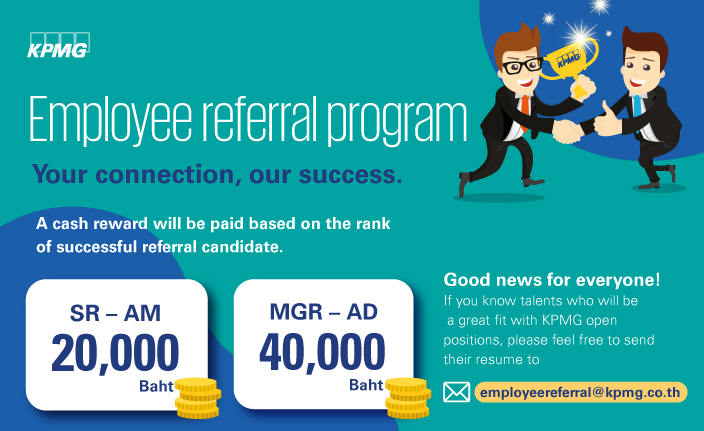 KPMG
KPMG
Employee referral program
Your connection, our success.
A cash reward will be paid based on the rank
of successful referral candidate.
SR – AM
20,000
Baht
MGR – AD
40,000
Baht
Good news for everyone!
If you know talents who will be
a great fit with KPMG open
positions, please feel free to send
their resume to
employeereferral@kpmg.co.th